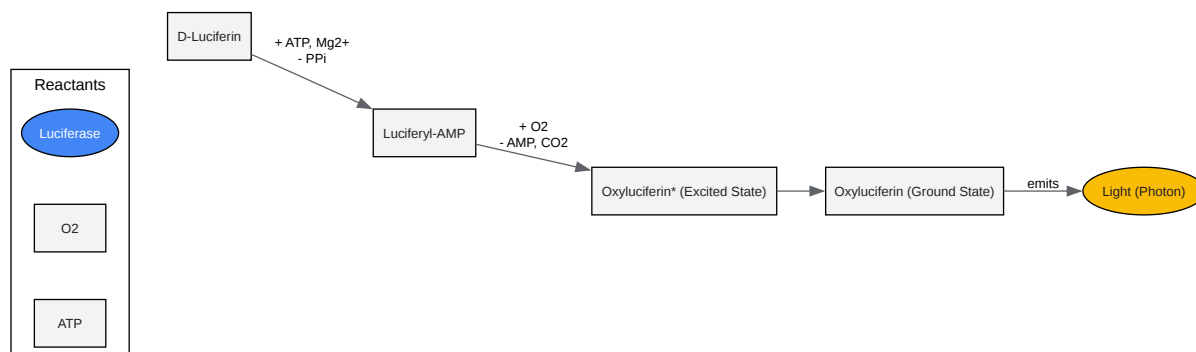 D-Luciferin
+ ATP, Mg2+
- PPi
Reactants
Luciferase
Luciferyl-AMP
+ O2
- AMP, CO2
Oxyluciferin* (Excited State)
Oxyluciferin (Ground State)
emits
Light (Photon)
O2
ATP